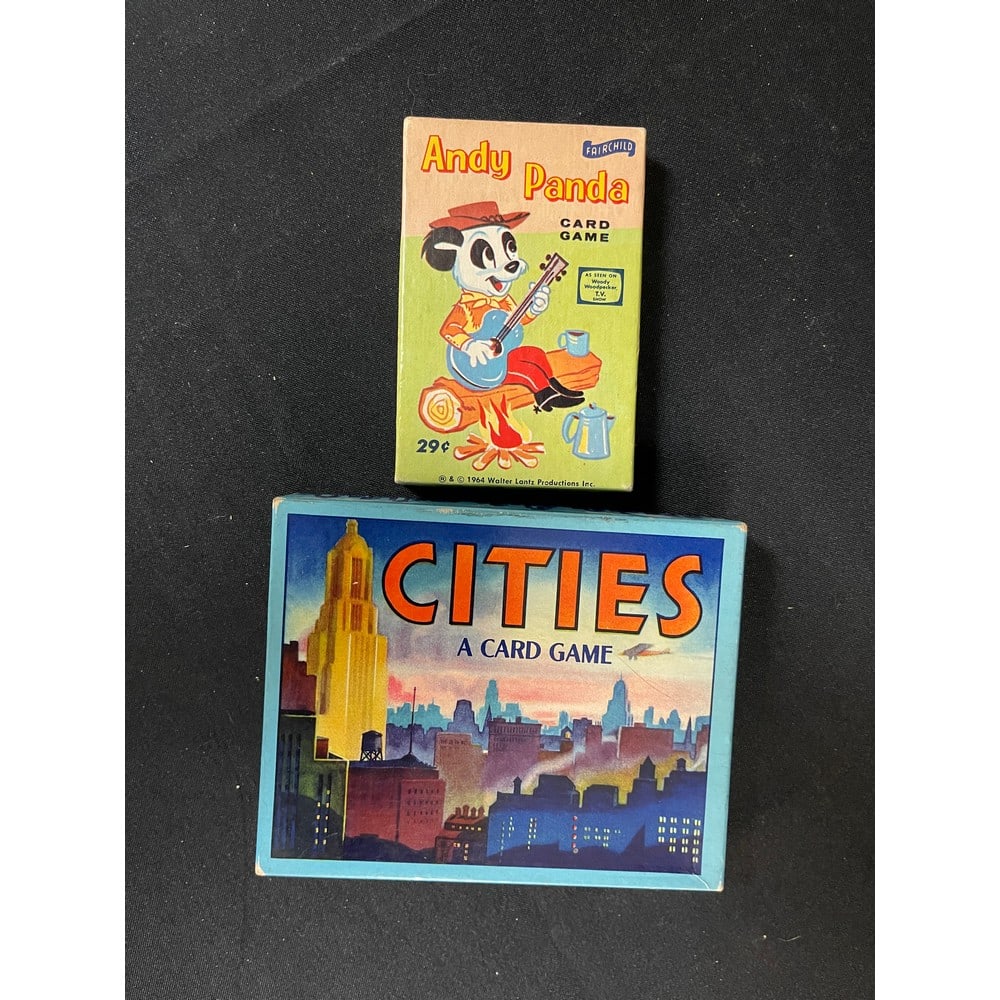 Andy Panda
FAIRCHILD
CARD
GAME
AS SEEN ON
Woody
Woodpecker
T.V.
SHOW
29¢
® & © 1964 Walter Lantz Productions Inc.
CITIES
A CARD GAME